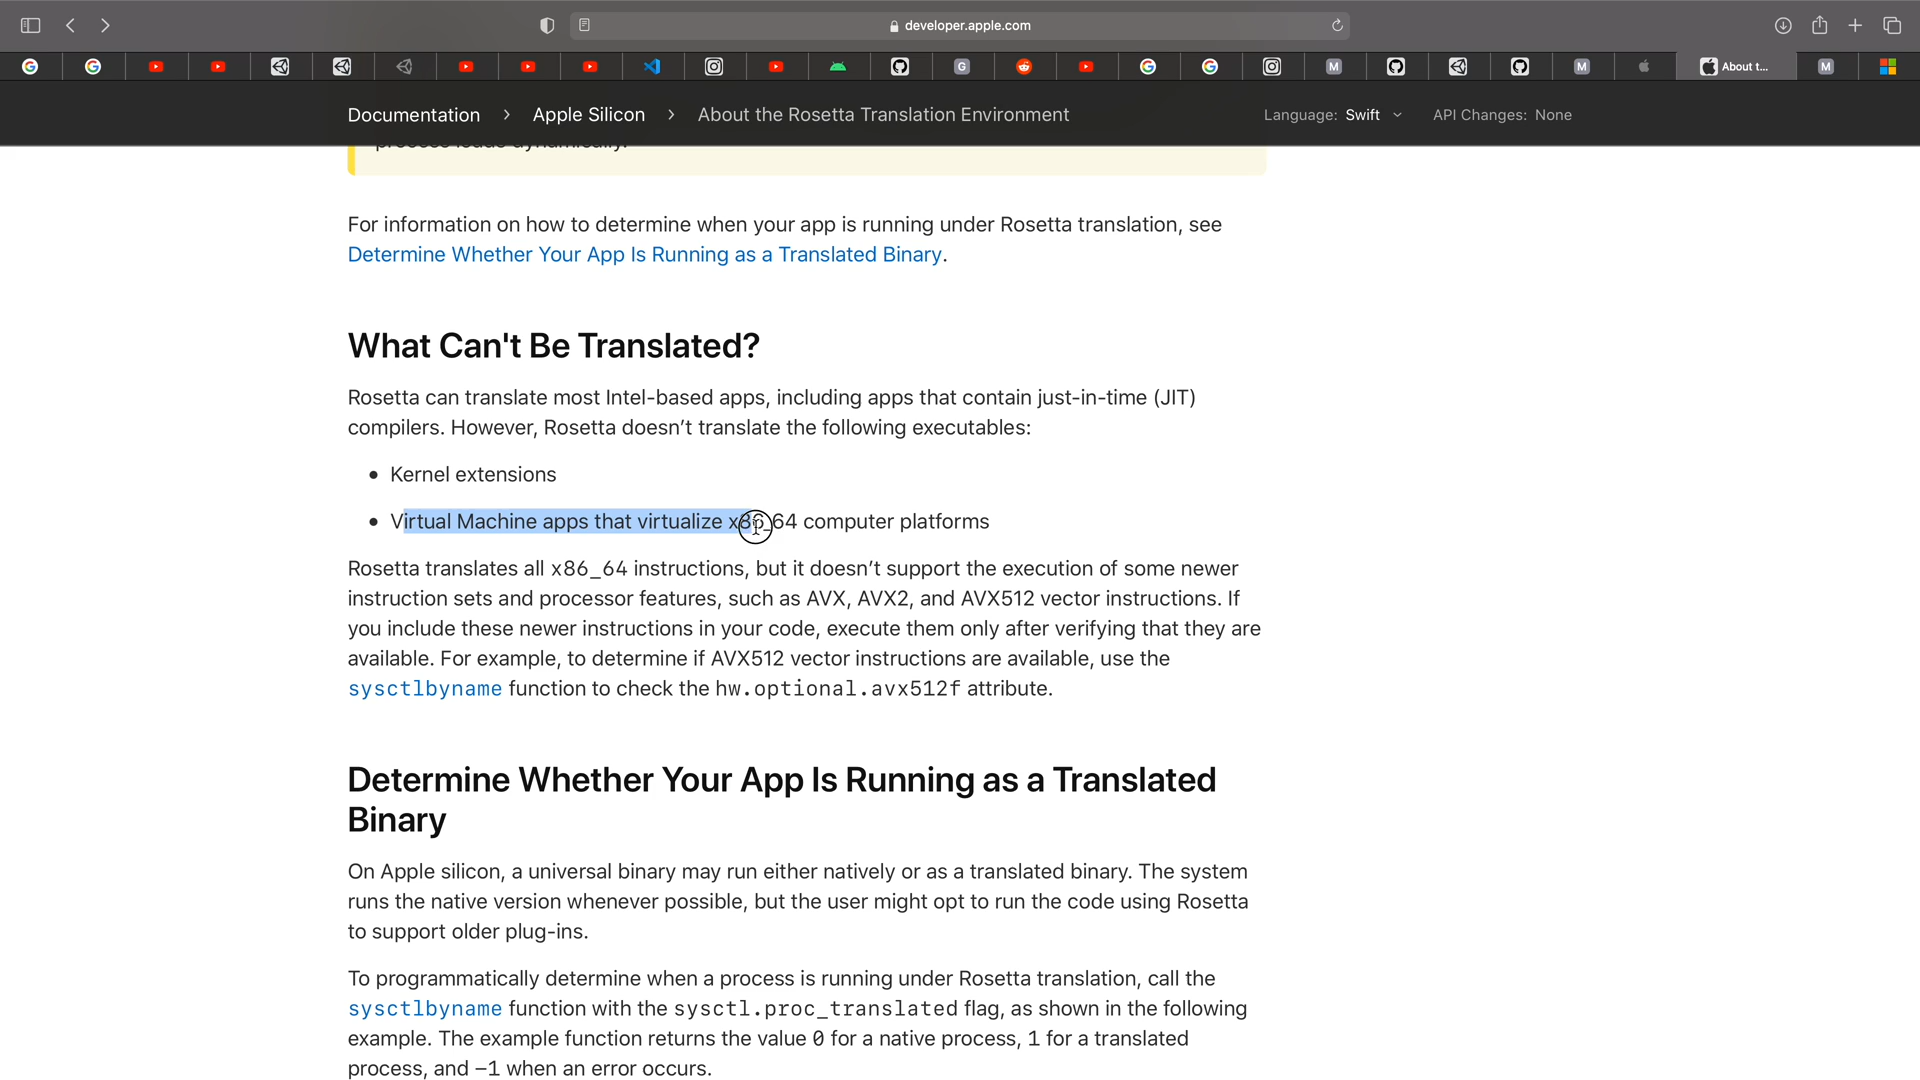 developer.apple.com
About t...
Documentation > Apple Silicon > About the Rosetta Translation Environment
Language: Swift API Changes: None
process loads dynamically.
For information on how to determine when your app is running under Rosetta translation, see
Determine Whether Your App Is Running as a Translated Binary.
What Can't Be Translated?
Rosetta can translate most Intel-based apps, including apps that contain just-in-time (JIT)
compilers. However, Rosetta doesn’t translate the following executables:
• Kernel extensions
• Virtual Machine apps that virtualize x86_64 computer platforms
Rosetta translates all x86_64 instructions, but it doesn’t support the execution of some newer
instruction sets and processor features, such as AVX, AVX2, and AVX512 vector instructions. If
you include these newer instructions in your code, execute them only after verifying that they are
available. For example, to determine if AVX512 vector instructions are available, use the
sysctlbyname function to check the hw.optional.avx512f attribute.
Determine Whether Your App Is Running as a Translated
Binary
On Apple silicon, a universal binary may run either natively or as a translated binary. The system
runs the native version whenever possible, but the user might opt to run the code using Rosetta
to support older plug-ins.
To programmatically determine when a process is running under Rosetta translation, call the
sysctlbyname function with the sysctl.proc_translated flag, as shown in the following
example. The example function returns the value 0 for a native process, 1 for a translated
process, and −1 when an error occurs.